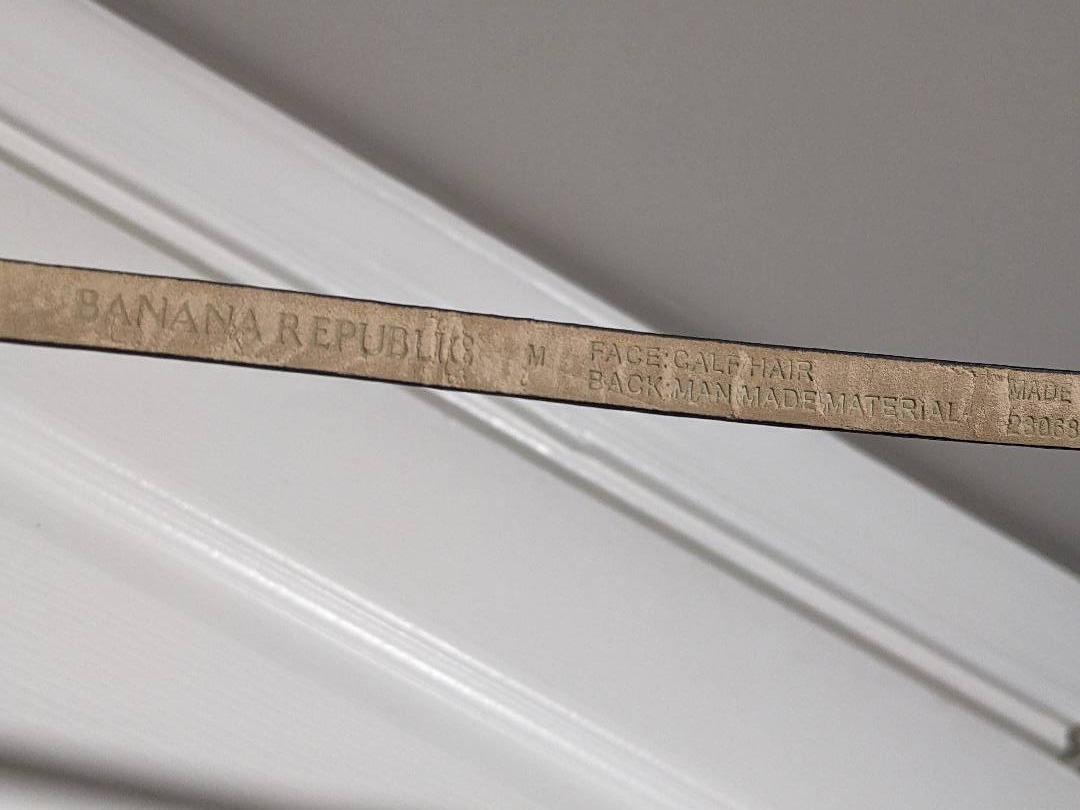 BANANA REPUBLIC
M
FACE: CALF HAIR
BACK: MAN MADE MATERIAL
MADE